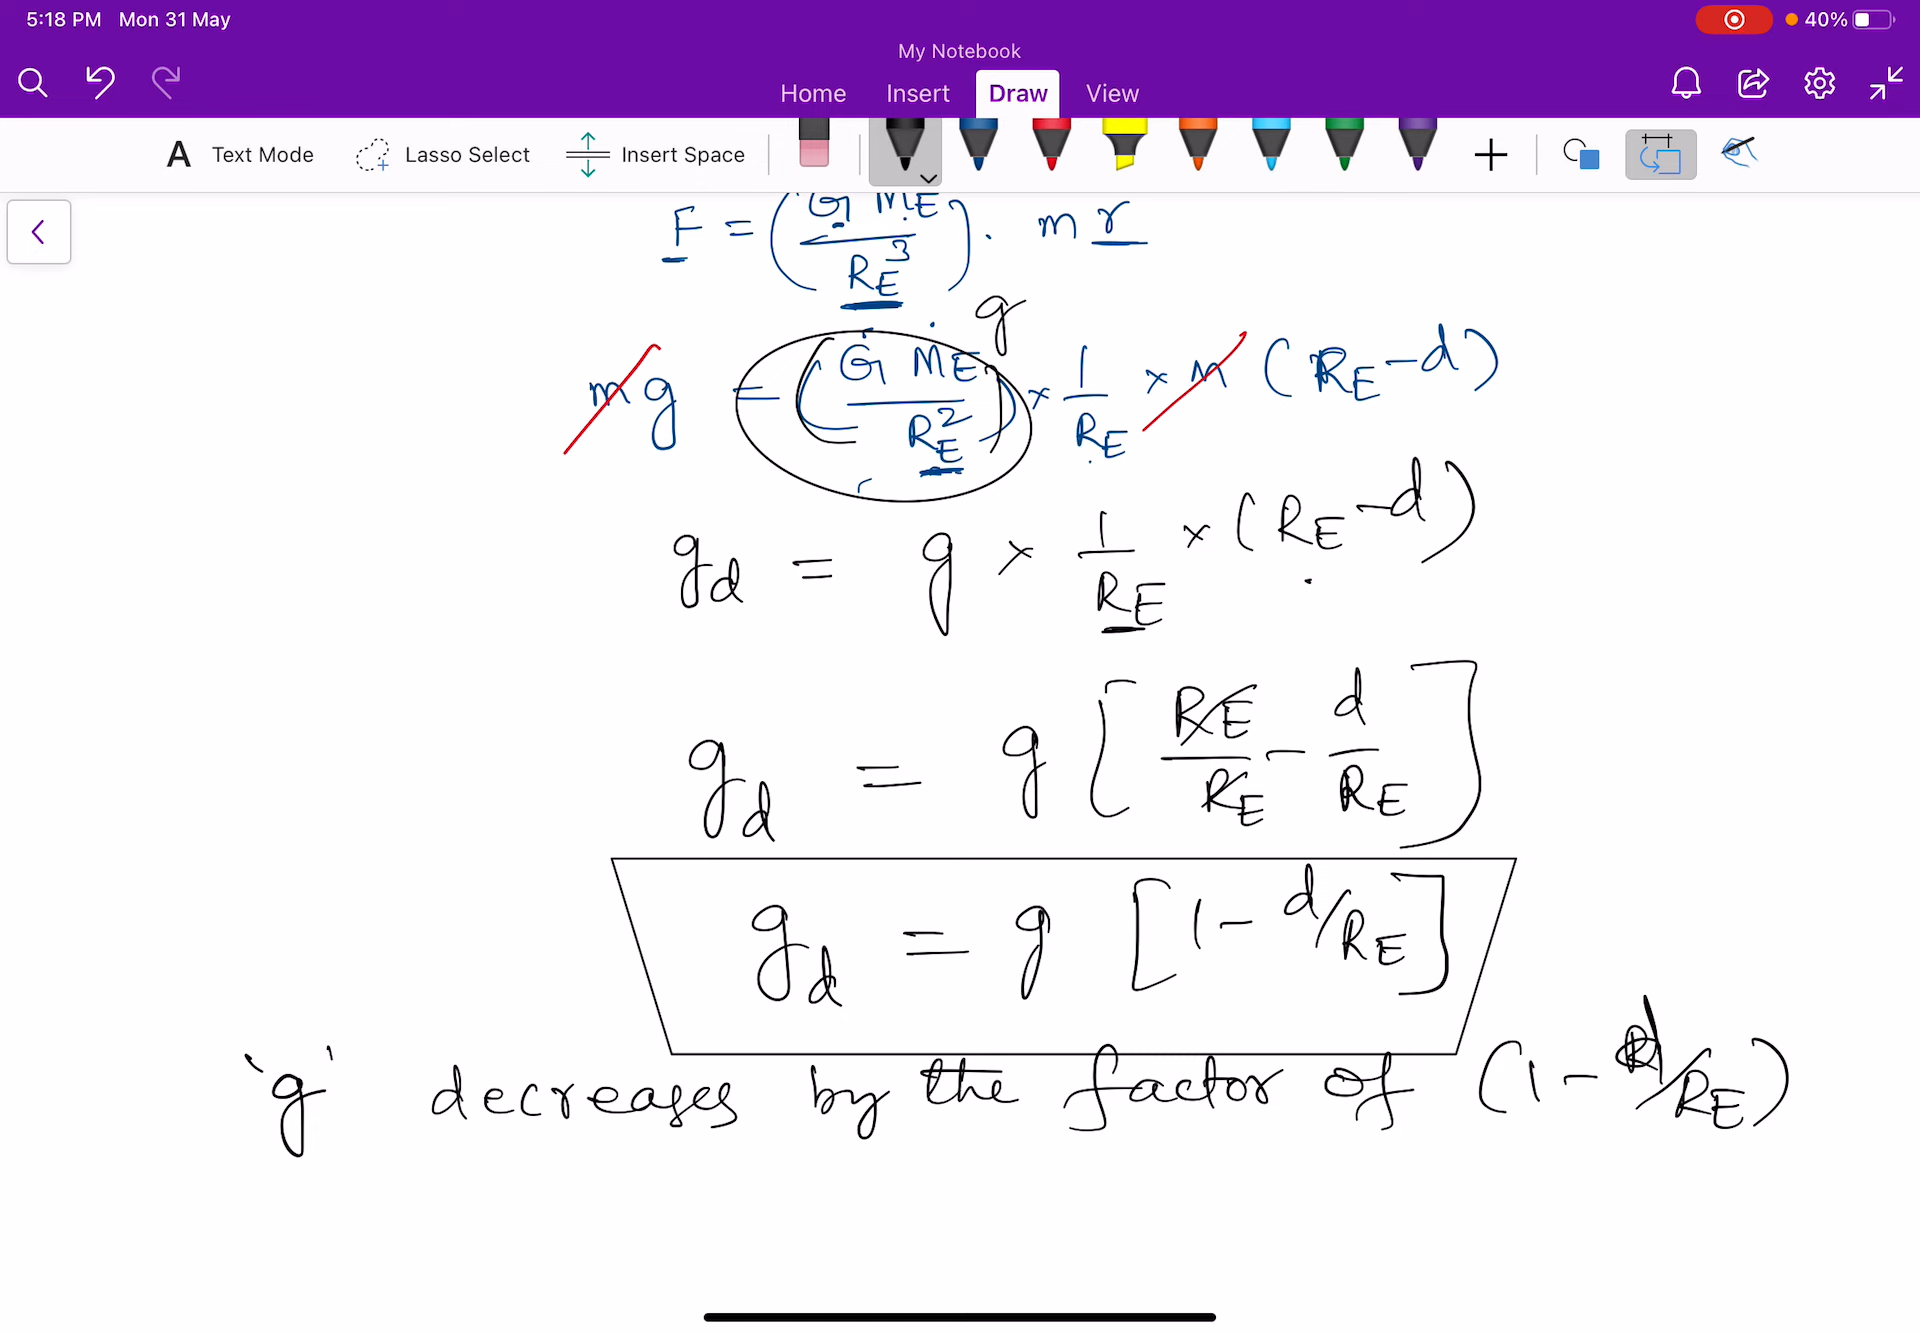 5:18 PM Mon 31 May
40%
My Notebook
Home Insert Draw View
A Text Mode Lasso Select Insert Space
F = (G ME / RE³) . m r
g
mg = (G ME / RE²) × 1/RE × m (RE - d)
gd = g × 1/RE × (RE - d)
gd = g [RE/RE - d/RE]
gd = g [1 - d/RE]
'g' decreases by the factor of (1 - d/RE)